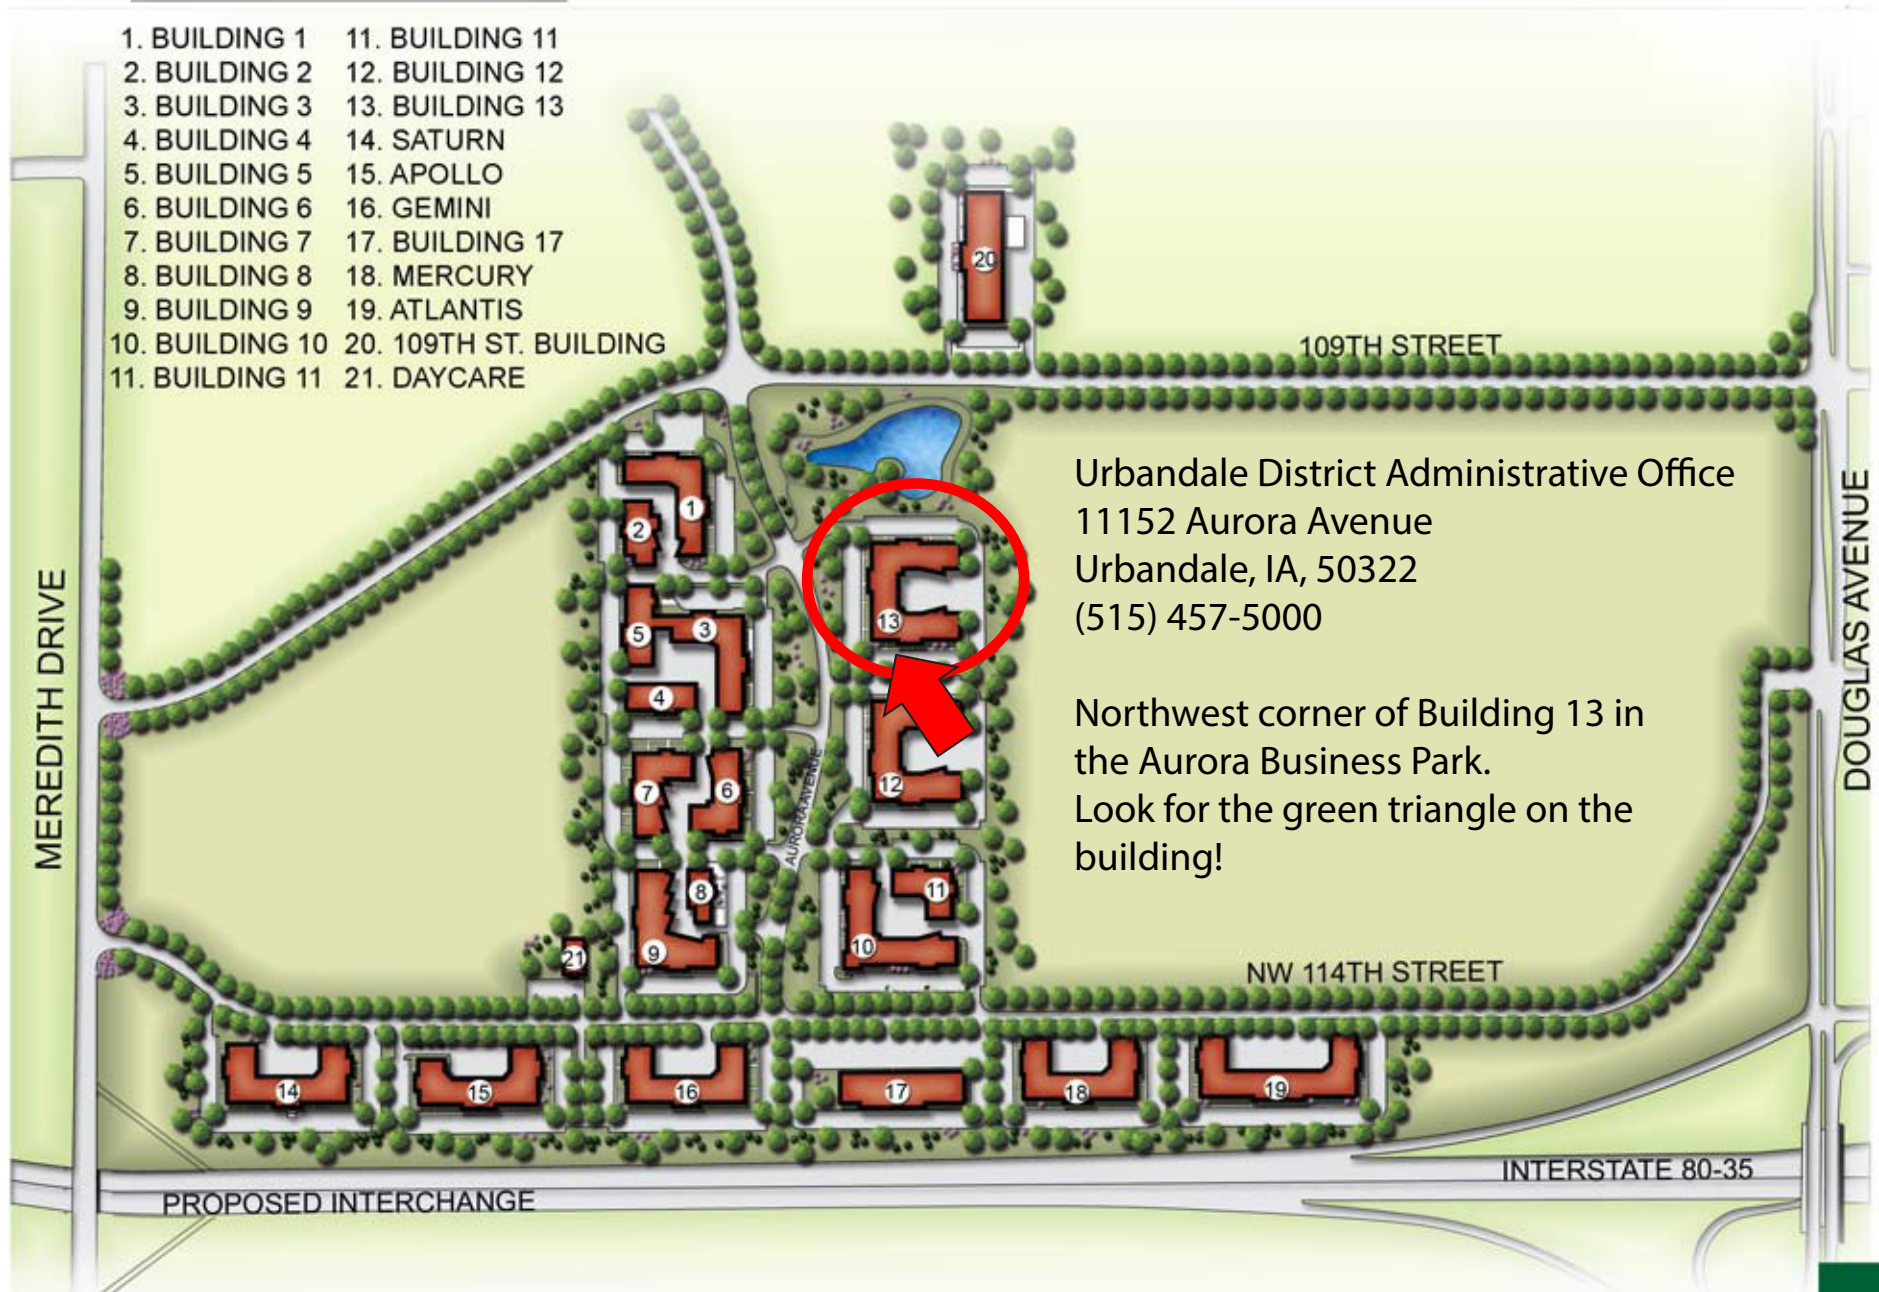 1. BUILDING 1
2. BUILDING 2
3. BUILDING 3
4. BUILDING 4
5. BUILDING 5
6. BUILDING 6
7. BUILDING 7
8. BUILDING 8
9. BUILDING 9
10. BUILDING 10
11. BUILDING 11
11. BUILDING 11
12. BUILDING 12
13. BUILDING 13
14. SATURN
15. APOLLO
16. GEMINI
17. BUILDING 17
18. MERCURY
19. ATLANTIS
20. 109TH ST. BUILDING
21. DAYCARE
20
109TH STREET
Urbandale District Administrative Office
11152 Aurora Avenue
Urbandale, IA, 50322
(515) 457-5000
Northwest corner of Building 13 in
the Aurora Business Park.
Look for the green triangle on the
building!
MEREDITH DRIVE
DOUGLAS AVENUE
AURORA AVENUE
1
2
3
5
4
13
12
7
6
8
9
11
10
21
NW 114TH STREET
14
15
16
17
18
19
INTERSTATE 80-35
PROPOSED INTERCHANGE